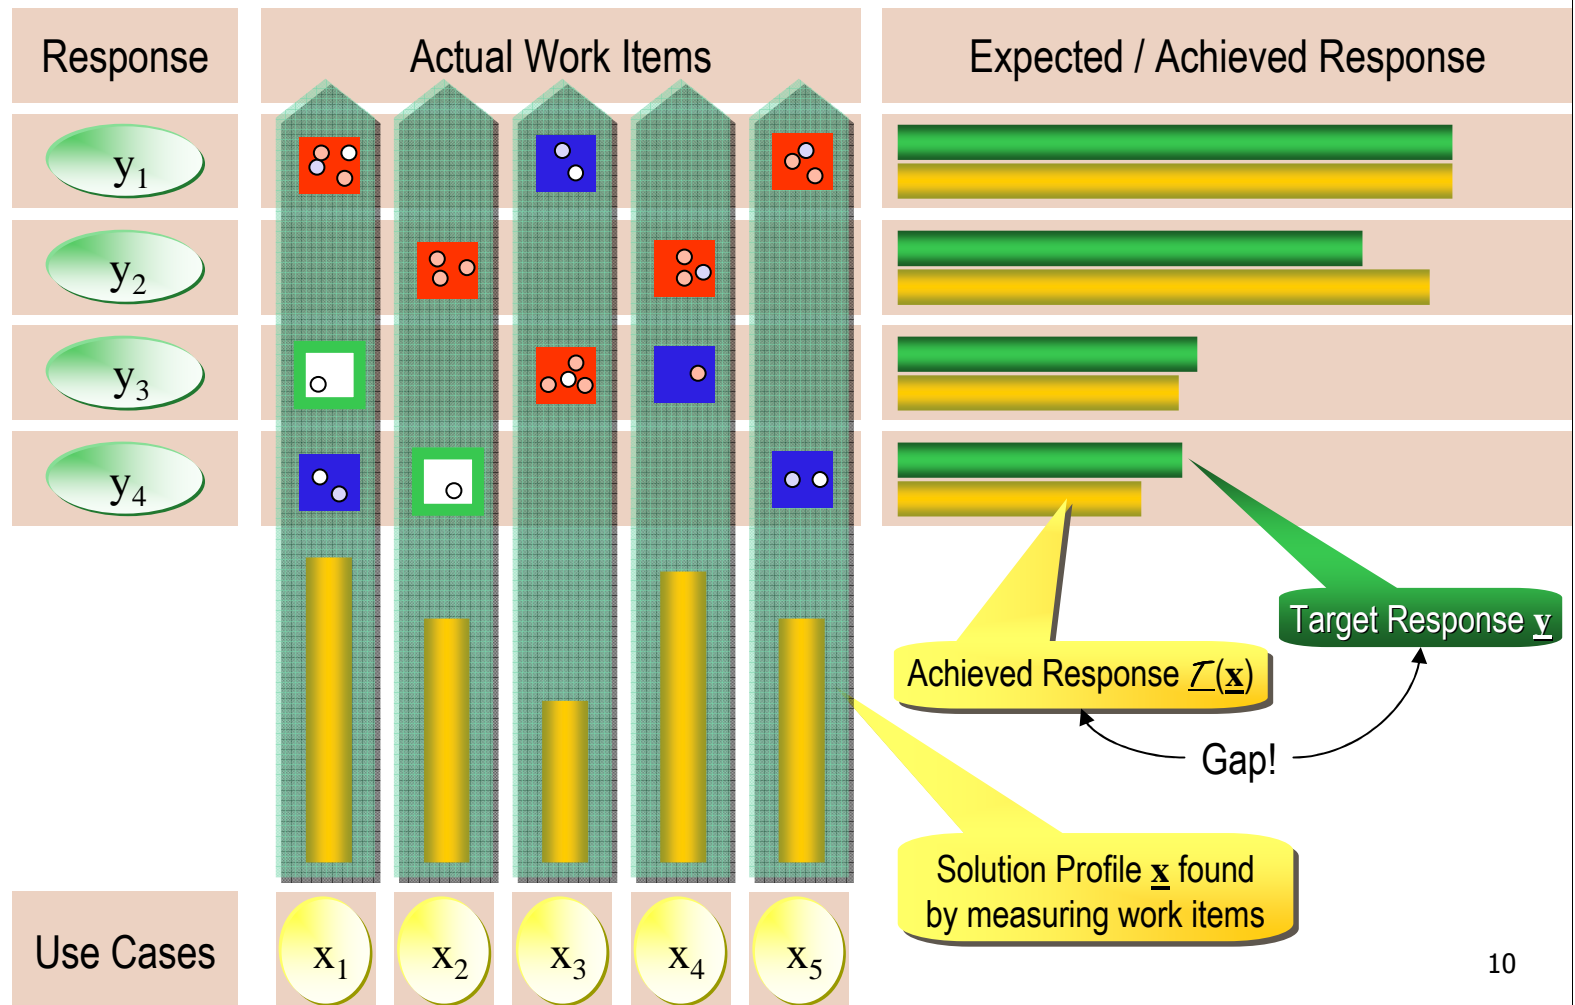 Response
Actual Work Items
Expected / Achieved Response
y1
y2
y3
y4
Target Response y
Achieved Response T(x)
Gap!
Solution Profile x found
by measuring work items
Use Cases
x1
x2
x3
x4
x5
10